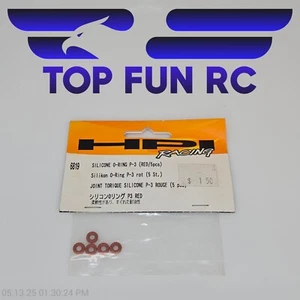 TOP FUN RC
HPI
RACING
6819
SILICONE O-RING P-3 (RED/5pcs)
Silikon O-Ring P-3 rot (5 St.)
JOINT TORIQUE SILICONE P-3 ROUGE (5 p
シリコンOリング P3 RED
$ 1.50
05.13.25 01:30:24 PM